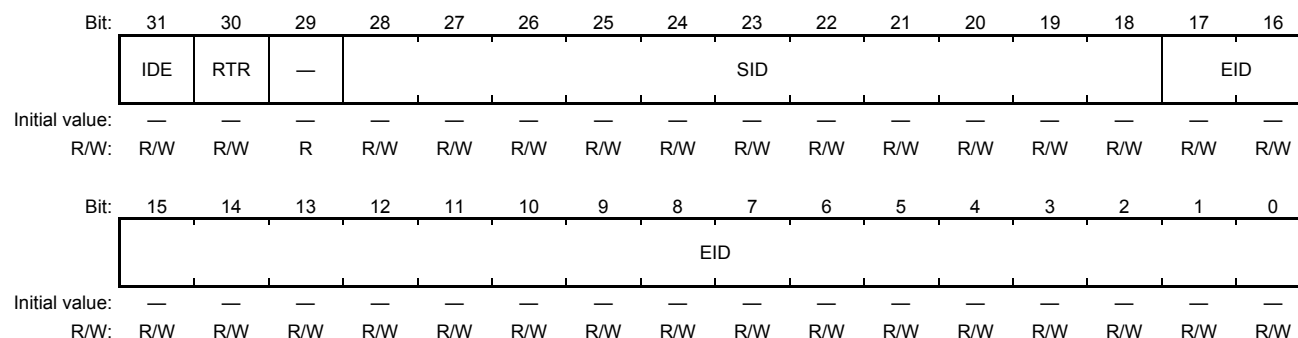 Bit: 31 30 29 28 27 26 25 24 23 22 21 20 19 18 17 16
IDE RTR — SID EID
Initial value: — — — — — — — — — — — — — — — —
R/W: R/W R/W R R/W R/W R/W R/W R/W R/W R/W R/W R/W R/W R/W R/W R/W
Bit: 15 14 13 12 11 10 9 8 7 6 5 4 3 2 1 0
EID
Initial value: — — — — — — — — — — — — — — — —
R/W: R/W R/W R/W R/W R/W R/W R/W R/W R/W R/W R/W R/W R/W R/W R/W R/W